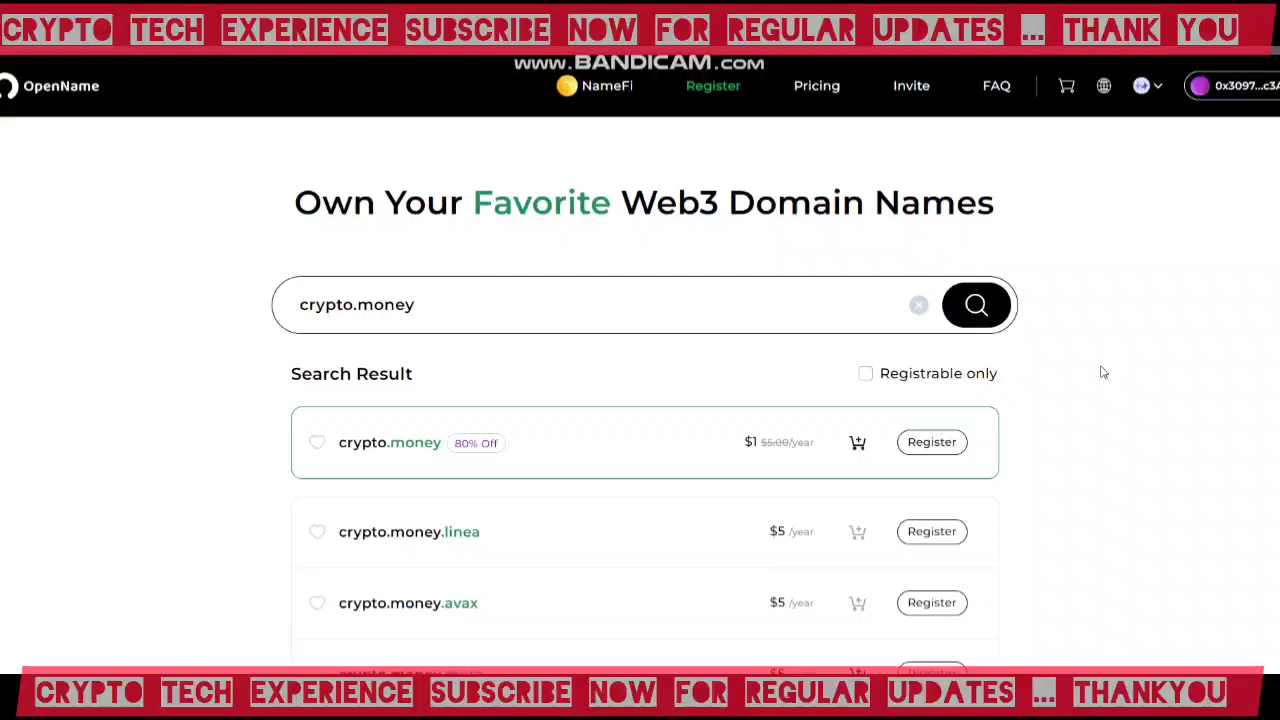 CRYPTO TECH EXPERIENCE SUBSCRIBE NOW FOR REGULAR UPDATES ... THANK YOU
www.BANDICAM.com
OpenName NameFi Register Pricing Invite FAQ 0x3097...c3A
Own Your Favorite Web3 Domain Names
crypto.money
Search Result Registrable only
crypto.money 80% Off $1 $5.00/year Register
crypto.money.linea $5 /year Register
crypto.money.avax $5 /year Register
CRYPTO TECH EXPERIENCE SUBSCRIBE NOW FOR REGULAR UPDATES ... THANKYOU